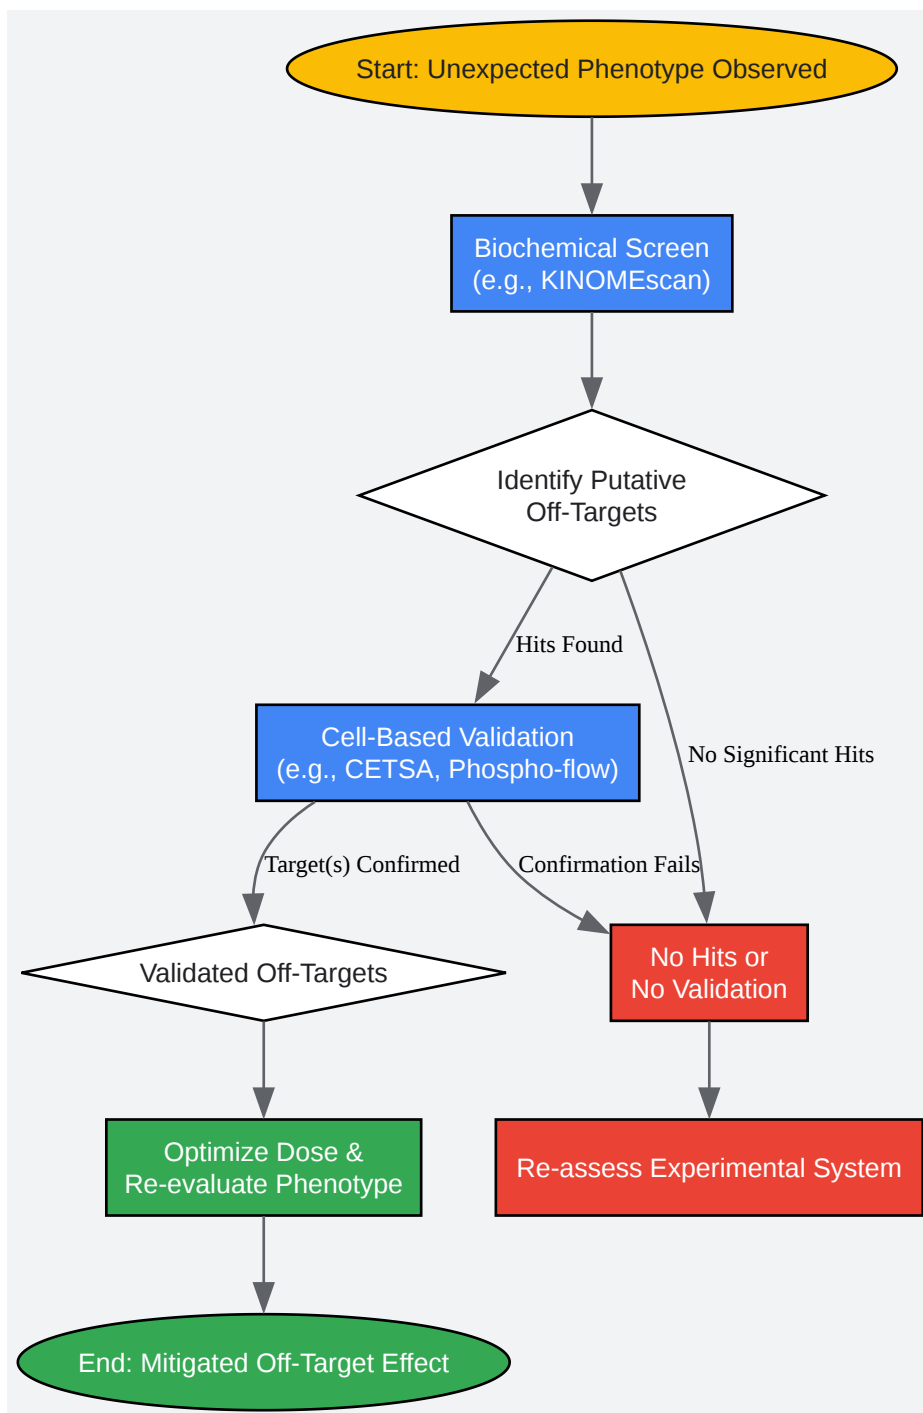 Start: Unexpected Phenotype Observed
Biochemical Screen
(e.g., KINOMEscan)
Identify Putative
Off-Targets
Hits Found
Cell-Based Validation
(e.g., CETSA, Phospho-flow)
No Significant Hits
Target(s) Confirmed
Confirmation Fails
Validated Off-Targets
No Hits or
No Validation
Optimize Dose &
Re-evaluate Phenotype
Re-assess Experimental System
End: Mitigated Off-Target Effect